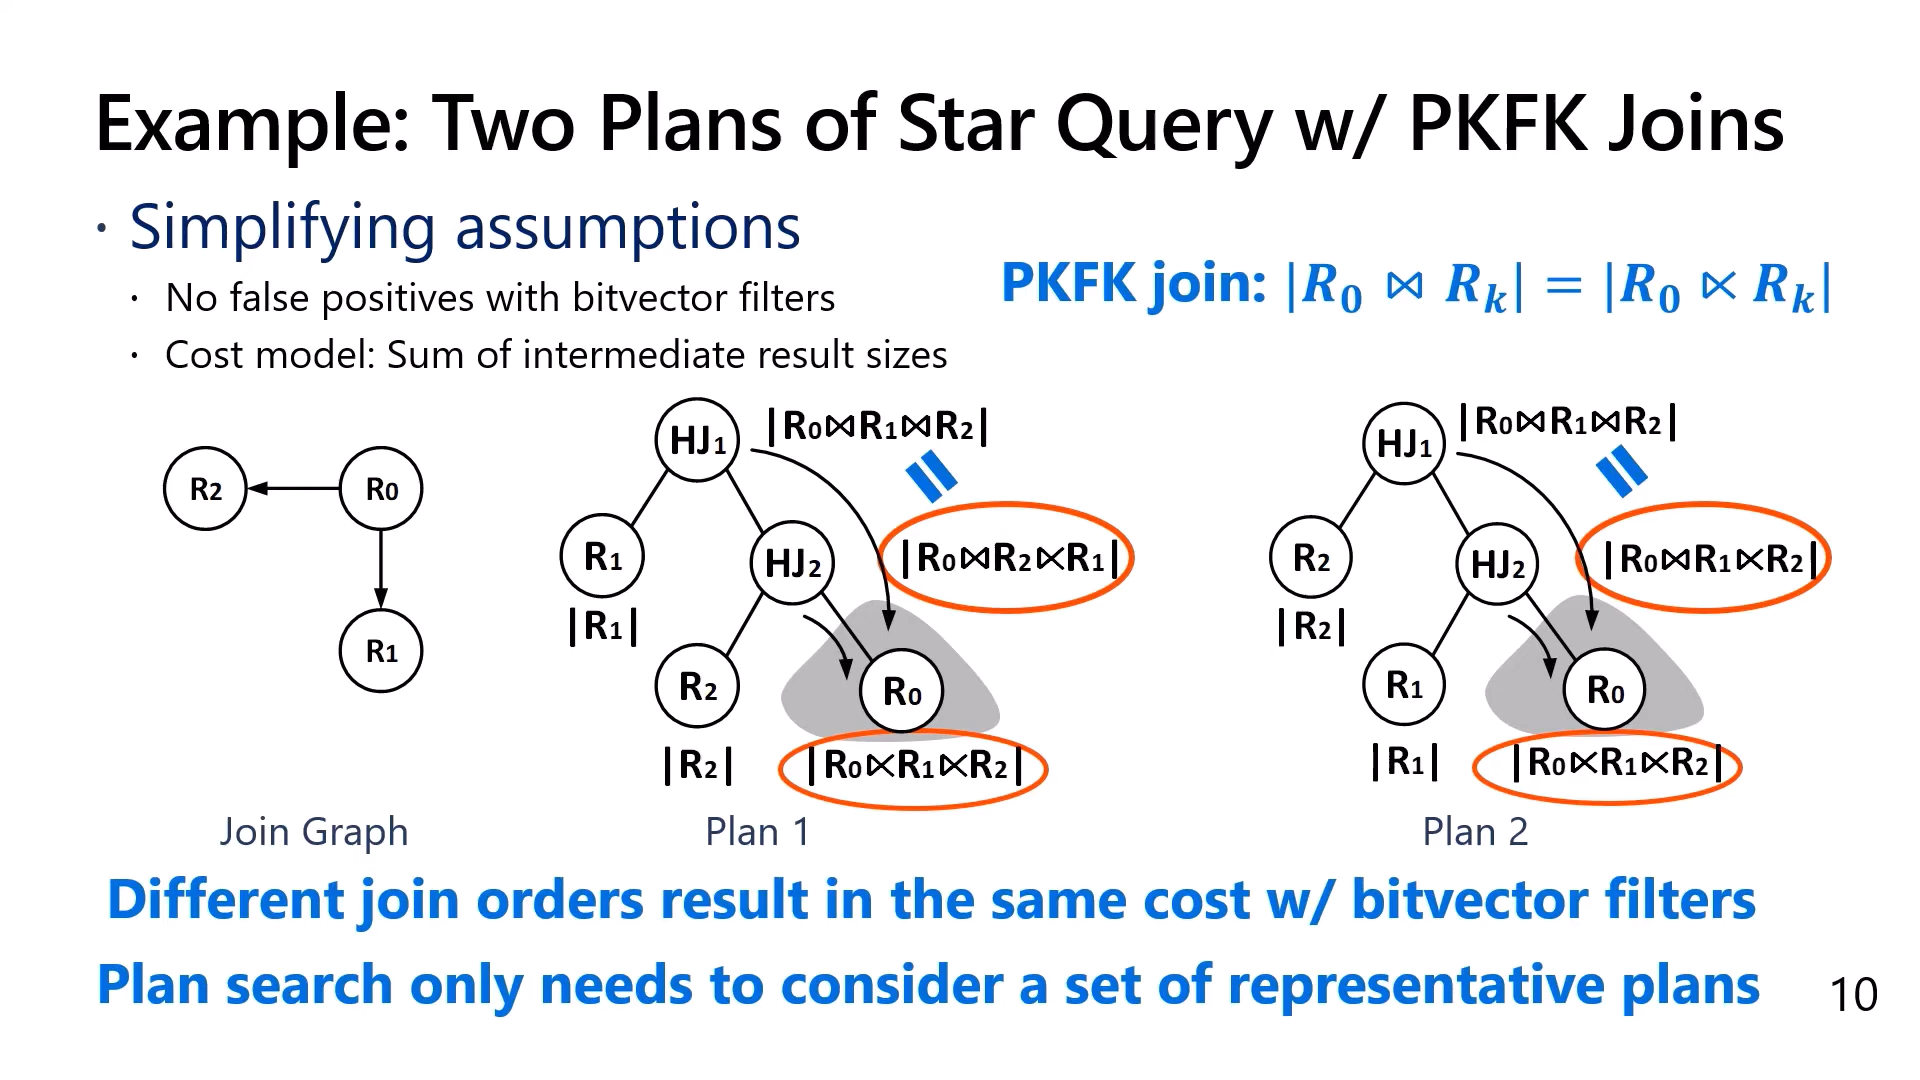 Example: Two Plans of Star Query w/ PKFK Joins
· Simplifying assumptions
· No false positives with bitvector filters
· Cost model: Sum of intermediate result sizes
PKFK join: |R₀ ⋈ Rₖ| = |R₀ ⋉ Rₖ|
R2
R0
R1
Join Graph
HJ1
|R0⋈R1⋈R2|
R1
|R1|
HJ2
|R0⋈R2⋉R1|
R2
|R2|
R0
|R0⋉R1⋉R2|
Plan 1
HJ1
|R0⋈R1⋈R2|
R2
|R2|
HJ2
|R0⋈R1⋉R2|
R1
|R1|
R0
|R0⋉R1⋉R2|
Plan 2
Different join orders result in the same cost w/ bitvector filters
Plan search only needs to consider a set of representative plans
10